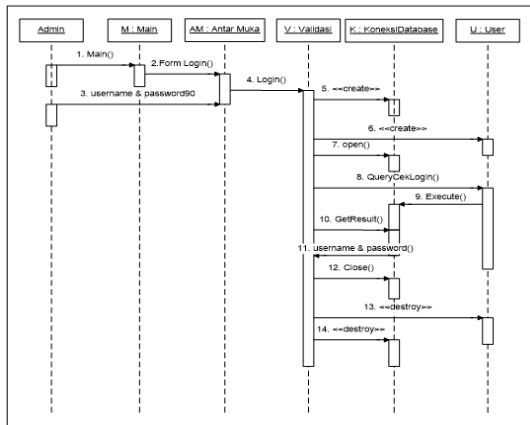 Admin
M : Main
AM : Antar Muka
V : Validasi
K : KoneksiDatabase
U : User
1. Main()
2.Form Login()
3. username & password90
4. Login()
5. <<create>>
6. <<create>>
7. open()
8. QueryCekLogin()
9. Execute()
10. GetResult()
11. username & password()
12. Close()
13. <<destroy>>
14. <<destroy>>